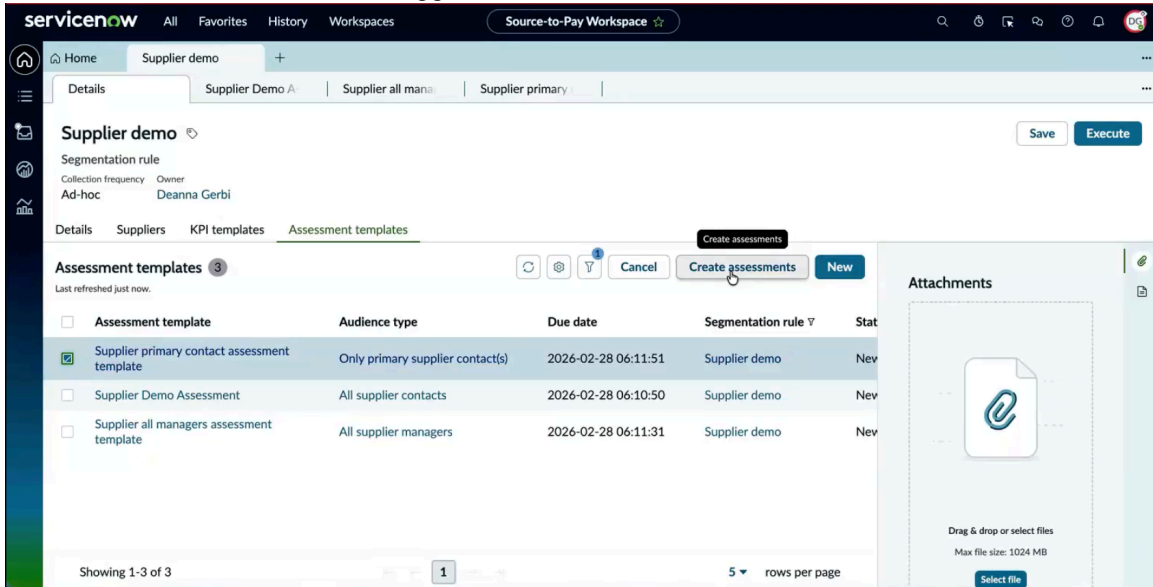 servicenow All Favorites History Workspaces Source-to-Pay Workspace DG
Home Supplier demo
Details Supplier Demo A Supplier all mana Supplier primary
Supplier demo Save Execute
Segmentation rule
Collection frequency Owner
Ad-hoc Deanna Gerbi
Details Suppliers KPI templates Assessment templates
Create assessments
Assessment templates 3 1 Cancel Create assessments New
Last refreshed just now.
Attachments
Assessment template Audience type Due date Segmentation rule Stat
Supplier primary contact assessment template Only primary supplier contact(s) 2026-02-28 06:11:51 Supplier demo New
Supplier Demo Assessment All supplier contacts 2026-02-28 06:10:50 Supplier demo New
Supplier all managers assessment template All supplier managers 2026-02-28 06:11:31 Supplier demo New
Drag & drop or select files
Max file size: 1024 MB
Select file
Showing 1-3 of 3 1 5 rows per page